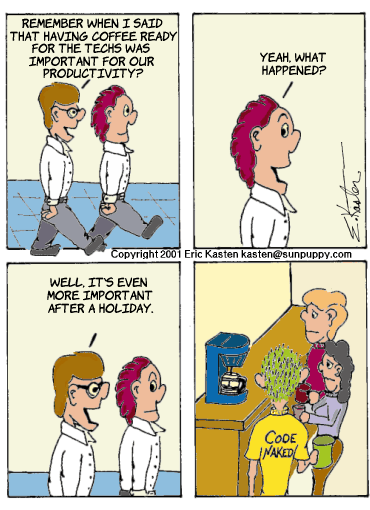 REMEMBER WHEN I SAID
THAT HAVING COFFEE READY
FOR THE TECHS WAS
IMPORTANT FOR OUR
PRODUCTIVITY?
YEAH. WHAT
HAPPENED?
E. Kasten
Copyright 2001 Eric Kasten kasten@sunpuppy.com
WELL, IT'S EVEN
MORE IMPORTANT
AFTER A HOLIDAY.
CODE
NAKED